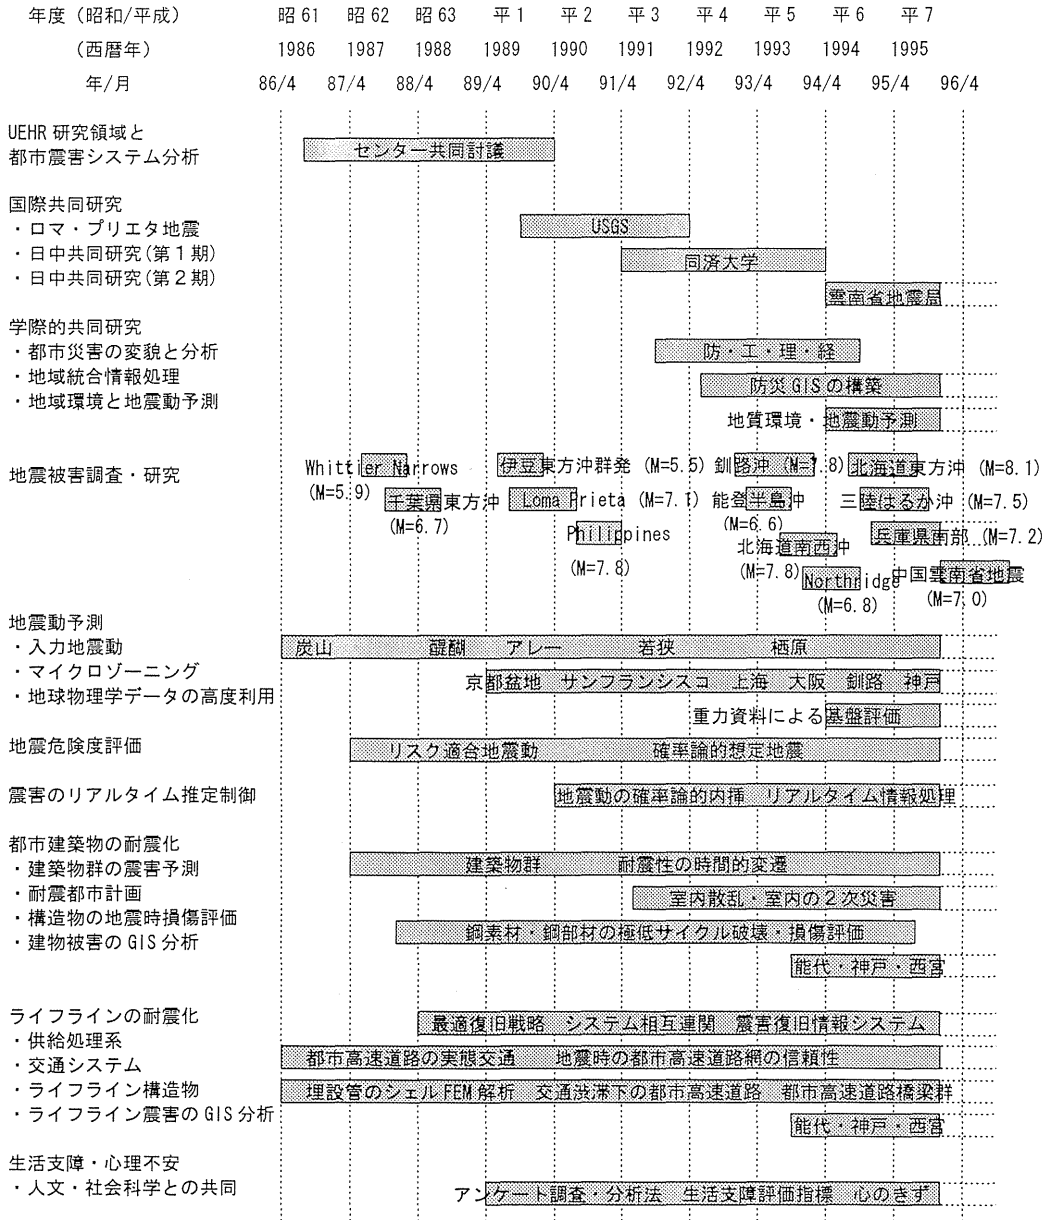 年度（昭和/平成） 昭61 昭62 昭63 平1 平2 平3 平4 平5 平6 平7
（西暦年） 1986 1987 1988 1989 1990 1991 1992 1993 1994 1995
年/月 86/4 87/4 88/4 89/4 90/4 91/4 92/4 93/4 94/4 95/4 96/4
UEHR 研究領域と
都市震害システム分析
センター共同討議
国際共同研究
・ロマ・プリエタ地震
USGS
・日中共同研究(第1期)
同済大学
・日中共同研究(第2期)
雲南省地震局
学際的共同研究
・都市災害の変貌と分析
防・工・理・経
・地域統合情報処理
防災GISの構築
・地域環境と地震動予測
地質環境・地震動予測
地震被害調査・研究
Whittier Narrows
(M=5.9)
伊豆東方沖群発 (M=5.5)
釧路沖 (M=7.8)
北海道東方沖 (M=8.1)
千葉県東方沖
(M=6.7)
Loma Prieta (M=7.1)
能登半島沖
(M=6.6)
三陸はるか沖 (M=7.5)
Philippines
(M=7.8)
北海道南西沖
(M=7.8)
兵庫県南部 (M=7.2)
Northridge
(M=6.8)
中国雲南省地震
(M=7.0)
地震動予測
・入力地震動
炭山 醍醐 アレー 若狭 栖原
・マイクロゾーニング
京都盆地 サンフランシスコ 上海 大阪 釧路 神戸
・地球物理学データの高度利用
重力資料による基盤評価
地震危険度評価
リスク適合地震動 確率論的想定地震
震害のリアルタイム推定制御
地震動の確率論的内挿 リアルタイム情報処理
都市建築物の耐震化
・建築物群の震害予測
建築物群 耐震性の時間的変遷
・耐震都市計画
室内散乱・室内の2次災害
・構造物の地震時損傷評価
鋼素材・鋼部材の極低サイクル破壊・損傷評価
・建物被害のGIS分析
能代・神戸・西宮
ライフラインの耐震化
・供給処理系
最適復旧戦略 システム相互連関 震害復旧情報システム
・交通システム
都市高速道路の実態交通 地震時の都市高速道路網の信頼性
・ライフライン構造物
埋設管のシェルFEM解析 交通渋滞下の都市高速道路 都市高速道路橋梁群
・ライフライン震害のGIS分析
能代・神戸・西宮
生活支障・心理不安
・人文・社会科学との共同
アンケート調査・分析法 生活支障評価指標 心のきず